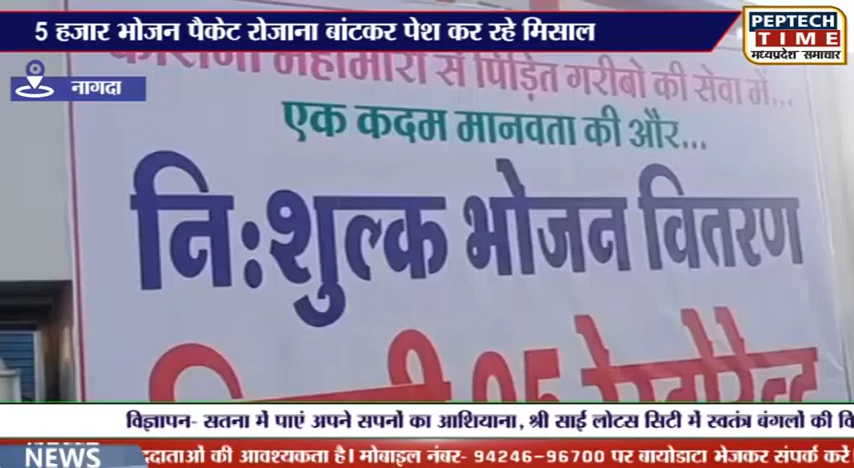 5 हजार भोजन पैकेट रोजाना बांटकर पेश कर रहे मिसाल
PEPTECH
TIME
मध्यप्रदेश समाचार
नागदा
महामारी से पिड़ित गरीबो की सेवा में...
एक कदम मानवता की और...
नि:शुल्क भोजन वितरण
विज्ञापन- सतना में पाएं अपने सपनों का आशियाना, श्री साई लोटस सिटी में स्वतंत्र बंगलों की
NEWS
ददाताओं की आवश्यकता है। मोबाइल नंबर- 94246-96700 पर बायोडाटा भेजकर संपर्क करें